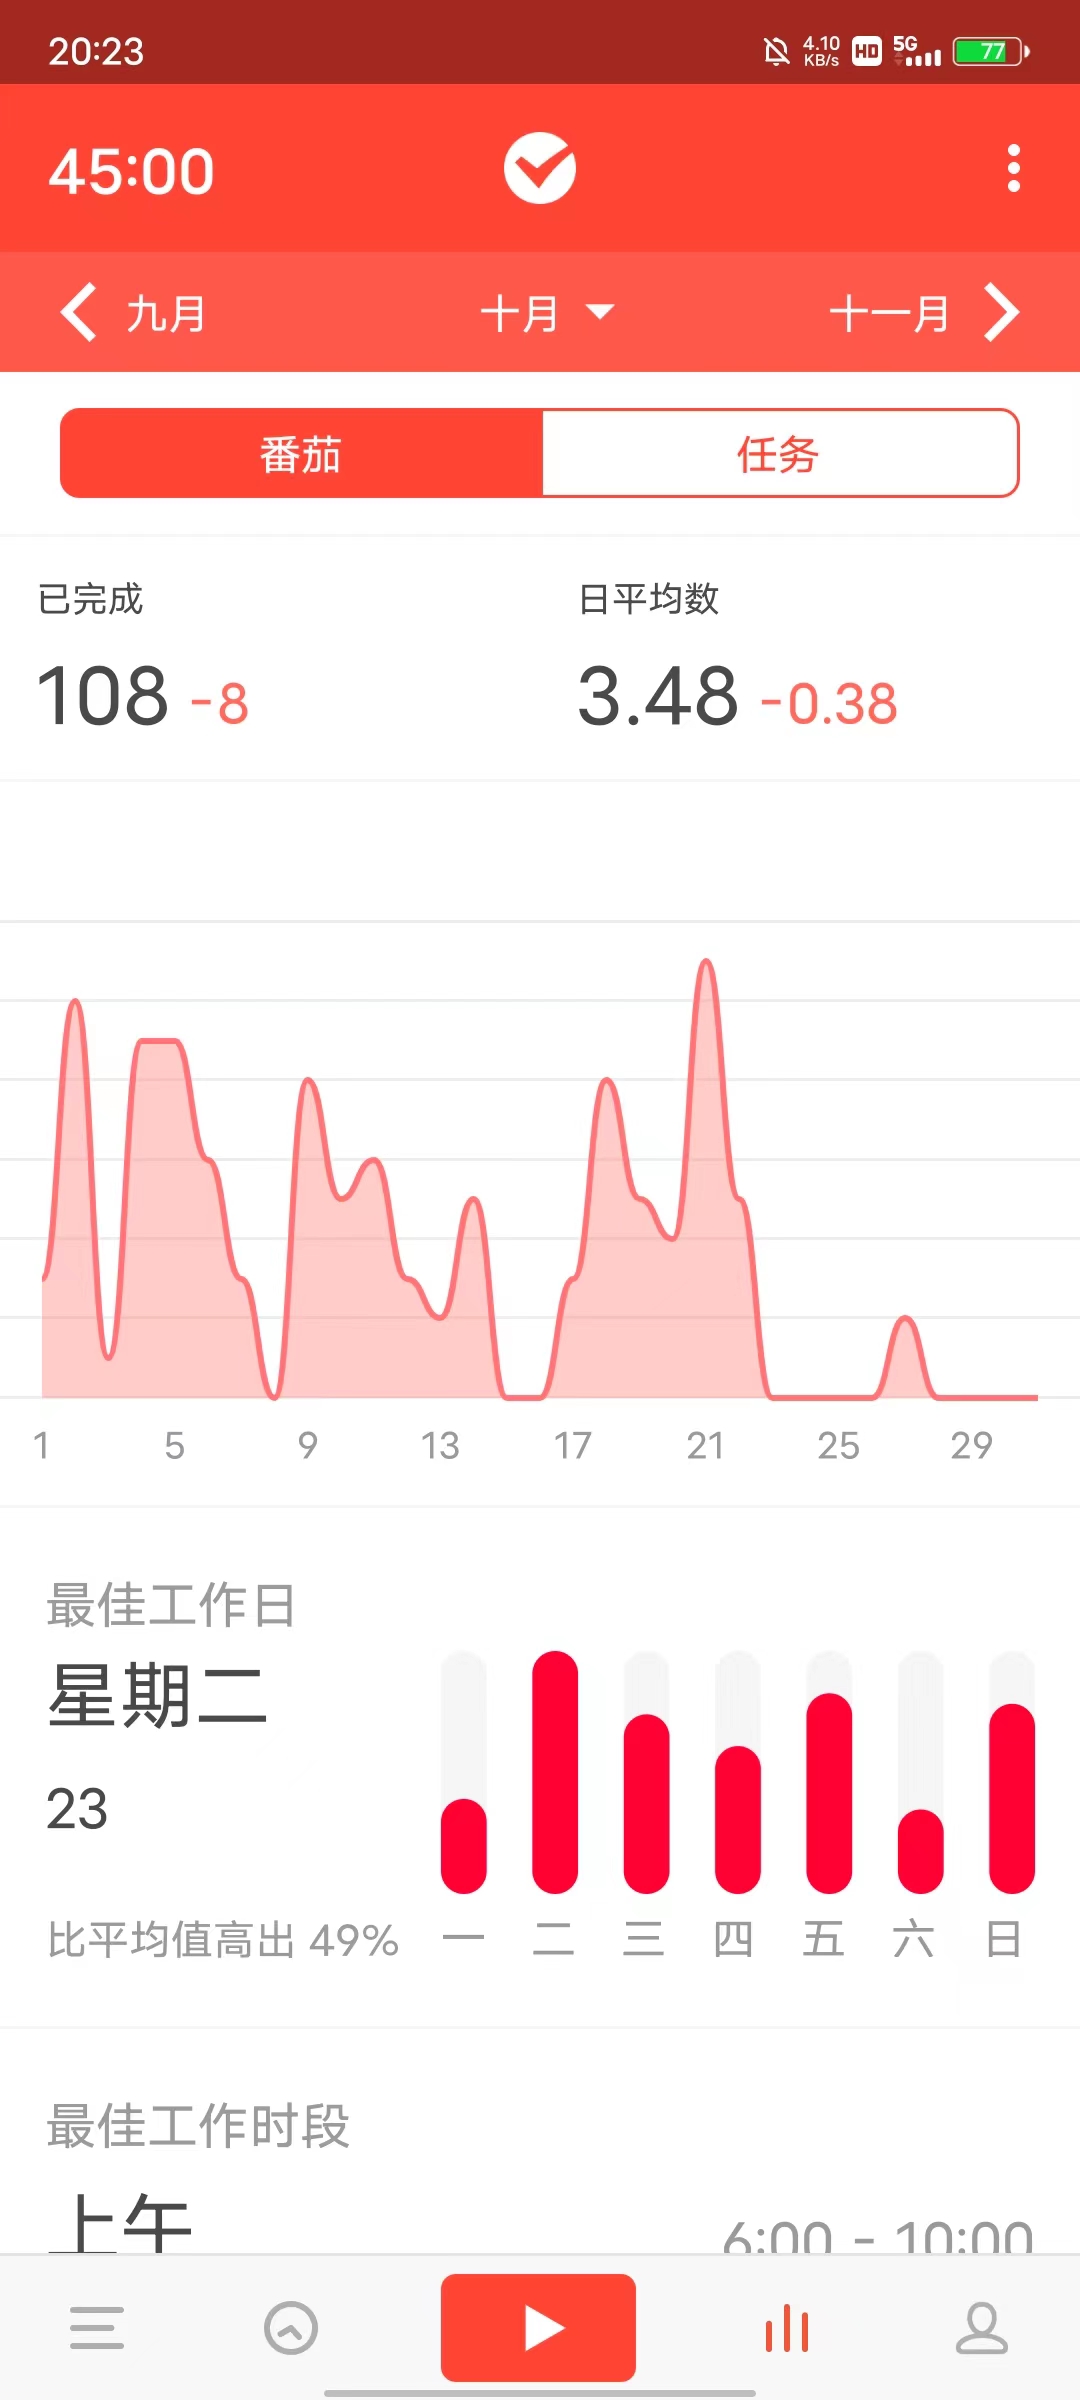 20:23 4.10 KB/s HD 5G 77
45:00
九月 十月 十一月
番茄 任务
已完成 日平均数
108 -8 3.48 -0.38
1 5 9 13 17 21 25 29
最佳工作日
星期二
23
比平均值高出 49% 一 二 三 四 五 六 日
最佳工作时段
上午 6:00 - 10:00